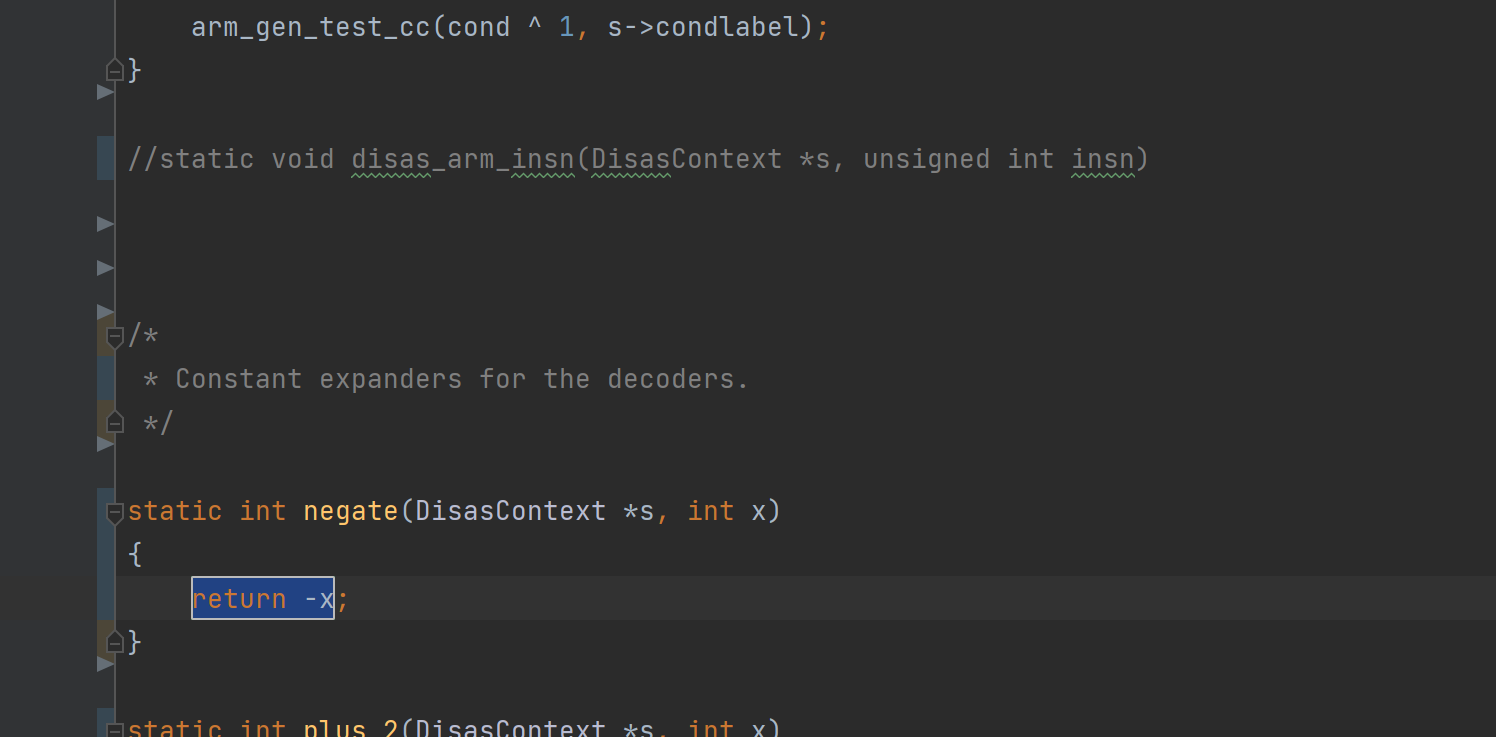 arm_gen_test_cc(cond ^ 1, s->condlabel);
}
//static void disas_arm_insn(DisasContext *s, unsigned int insn)
/*
 * Constant expanders for the decoders.
 */
static int negate(DisasContext *s, int x)
{
    return -x;
}
static int plus_2(DisasContext *s, int x)